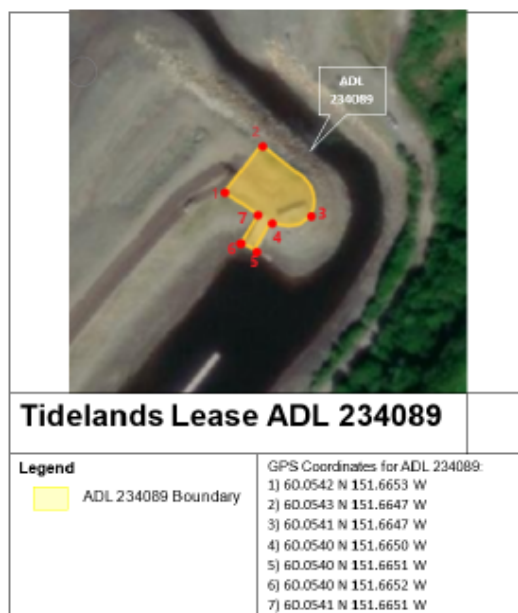 ADL
234089
2
1
3
7
4
6
5
Tidelands Lease ADL 234089
Legend
ADL 234089 Boundary
GPS Coordinates for ADL 234089:
1) 60.0542 N 151.6653 W
2) 60.0543 N 151.6647 W
3) 60.0541 N 151.6647 W
4) 60.0540 N 151.6650 W
5) 60.0540 N 151.6651 W
6) 60.0540 N 151.6652 W
7) 60.0541 N 151.6651 W